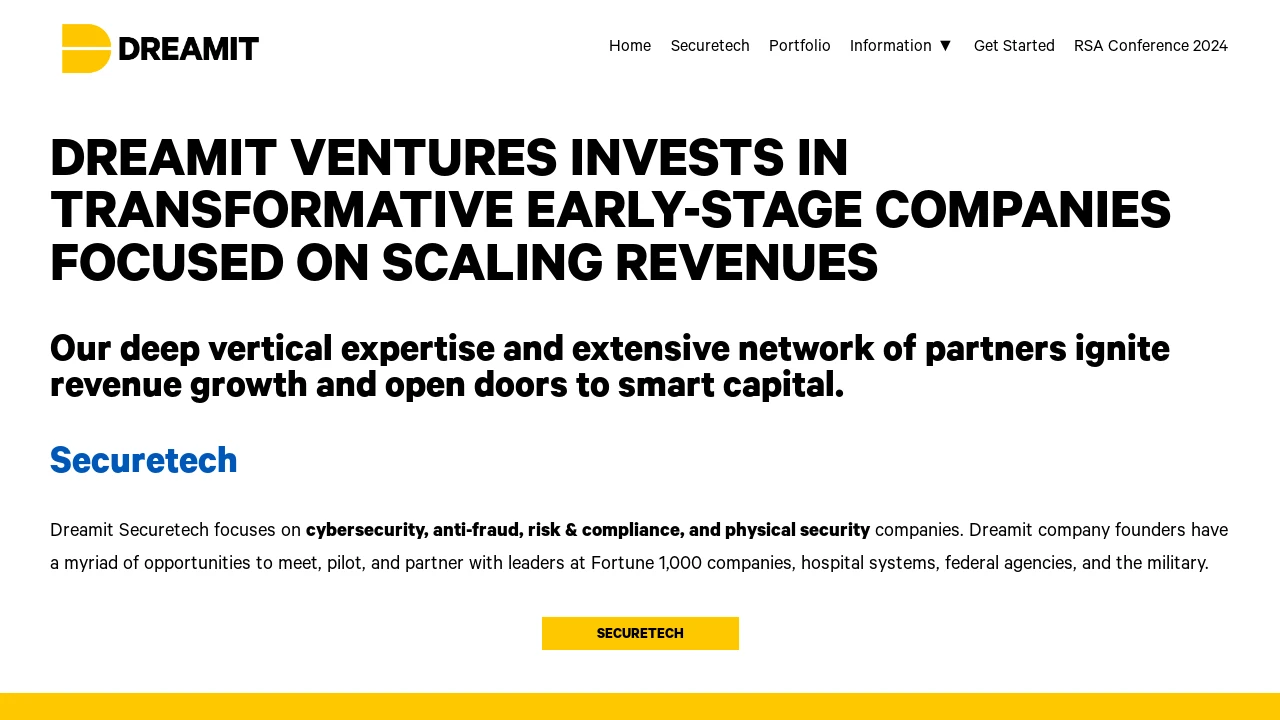 DREAMIT
Home Securetech Portfolio Information ▼ Get Started RSA Conference 2024
DREAMIT VENTURES INVESTS IN
TRANSFORMATIVE EARLY-STAGE COMPANIES
FOCUSED ON SCALING REVENUES
Our deep vertical expertise and extensive network of partners ignite
revenue growth and open doors to smart capital.
Securetech
Dreamit Securetech focuses on cybersecurity, anti-fraud, risk & compliance, and physical security companies. Dreamit company founders have
a myriad of opportunities to meet, pilot, and partner with leaders at Fortune 1,000 companies, hospital systems, federal agencies, and the military.
SECURETECH